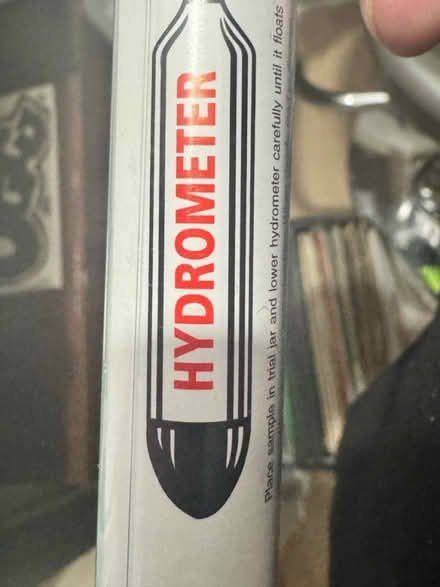 HYDROMETER
Place sample in trial jar and lower hydrometer carefully until it floats